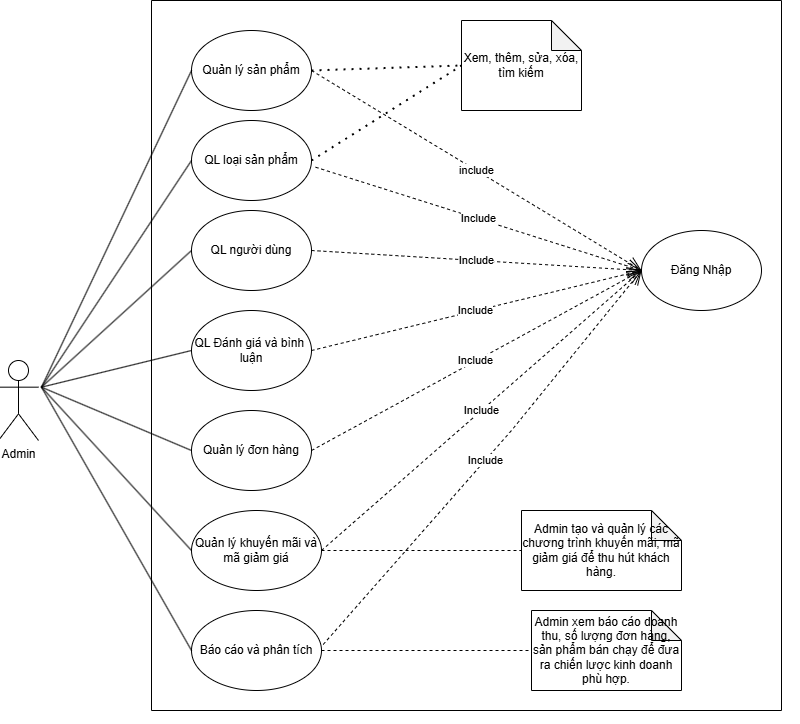 Quản lý sản phẩm
Xem, thêm, sửa, xóa,
tìm kiếm
QL loại sản phẩm
include
Include
QL người dùng
Include
Đăng Nhập
Include
QL Đánh giá và bình
luận
Include
Admin
Include
Quản lý đơn hàng
Include
Quản lý khuyến mãi và
mã giảm giá
Admin tạo và quản lý các
chương trình khuyến mãi, mã
giảm giá để thu hút khách
hàng.
Báo cáo và phân tích
Admin xem báo cáo doanh
thu, số lượng đơn hàng,
sản phẩm bán chạy để đưa
ra chiến lược kinh doanh
phù hợp.